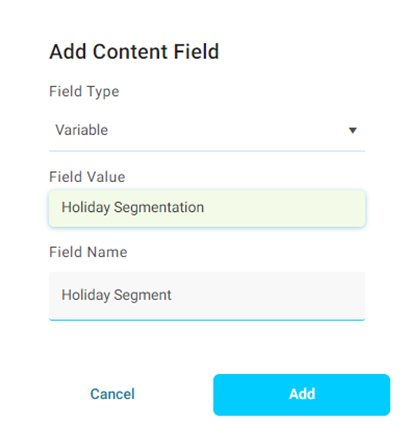 Add Content Field
Field Type
Variable
Field Value
Holiday Segmentation
Field Name
Holiday Segment
Cancel
Add